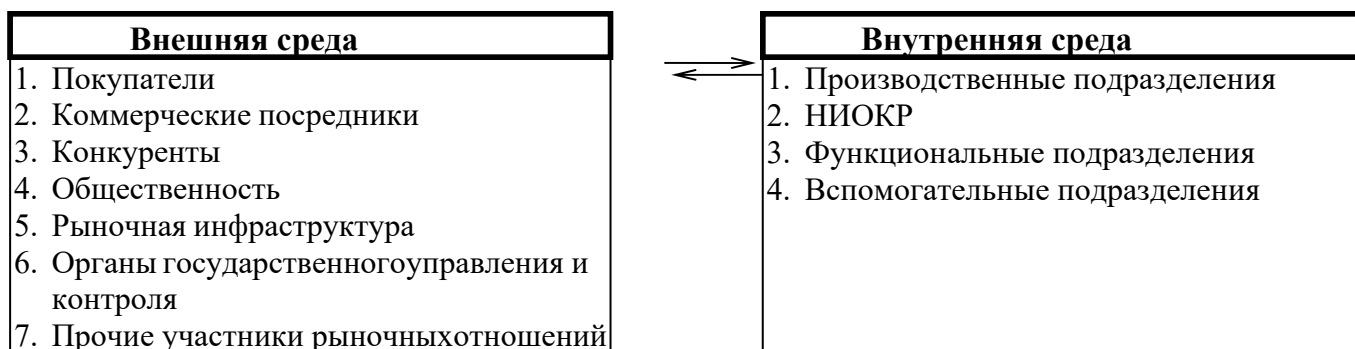 Внешняя среда
1. Покупатели
2. Коммерческие посредники
3. Конкуренты
4. Общественность
5. Рыночная инфраструктура
6. Органы государственногоуправления и
контроля
7. Прочие участники рыночныхотношений
Внутренняя среда
1. Производственные подразделения
2. НИОКР
3. Функциональные подразделения
4. Вспомогательные подразделения